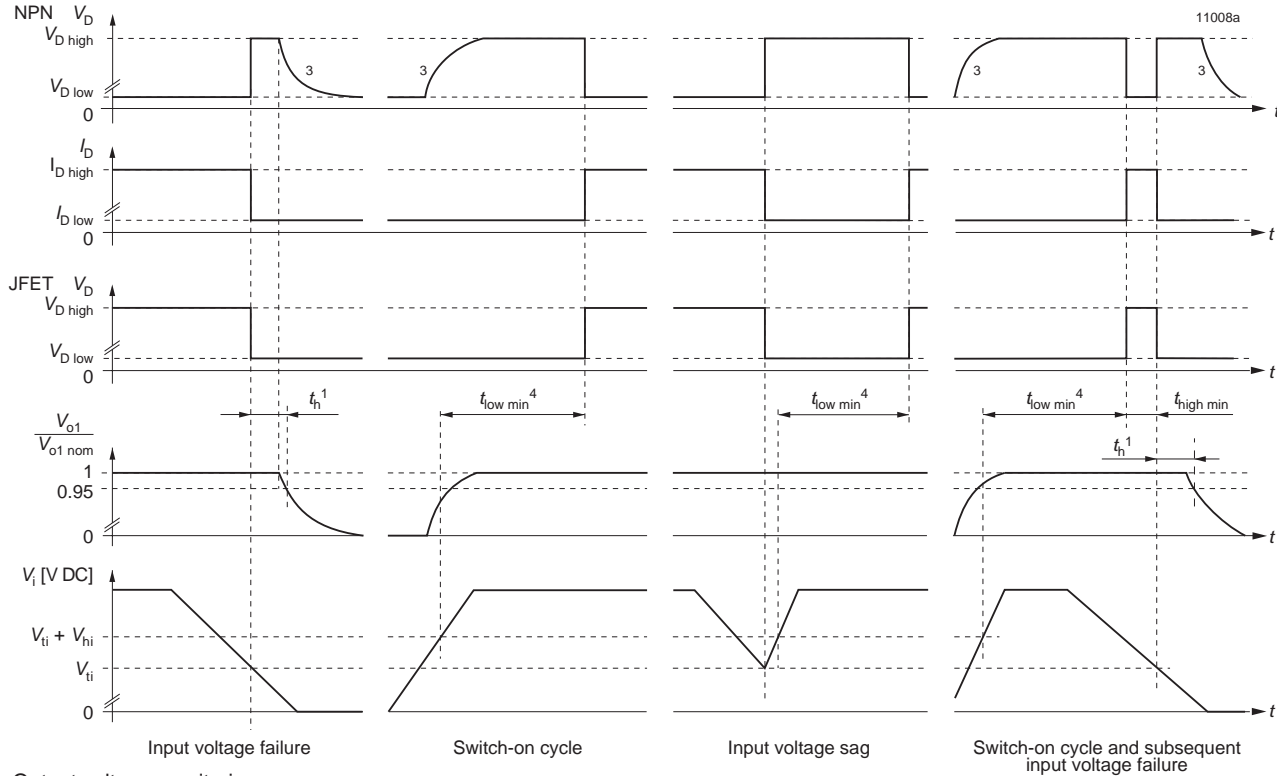 NPN V_D
11008a
V_D high
3
3
3
3
V_D low
0
t
I_D
I_D high
I_D low
0
t
JFET V_D
V_D high
V_D low
0
t
t_h^1
t_low min^4
t_low min^4
t_low min^4
t_high min
V_o1
V_o1 nom
t_h^1
1
0.95
0
t
V_i [V DC]
V_ti + V_hi
V_ti
0
t
Input voltage failure
Switch-on cycle
Input voltage sag
Switch-on cycle and subsequent
input voltage failure